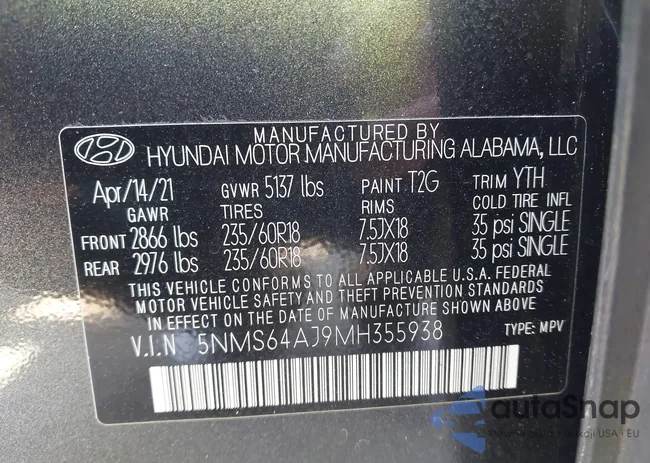 MANUFACTURED BY
HYUNDAI MOTOR MANUFACTURING ALABAMA, LLC
Apr/14/21 GVWR 5137 lbs PAINT T2G TRIM YTH
GAWR TIRES RIMS COLD TIRE INFL
FRONT 2866 lbs 235/60R18 7.5JX18 35 psi SINGLE
REAR 2976 lbs 235/60R18 7.5JX18 35 psi SINGLE
THIS VEHICLE CONFORMS TO ALL APPLICABLE U.S.A. FEDERAL
MOTOR VEHICLE SAFETY AND THEFT PREVENTION STANDARDS
IN EFFECT ON THE DATE OF MANUFACTURE SHOWN ABOVE.
V.I.N 5NMS64AJ9MH355938 TYPE: MPV
autoSnap
USA i EU